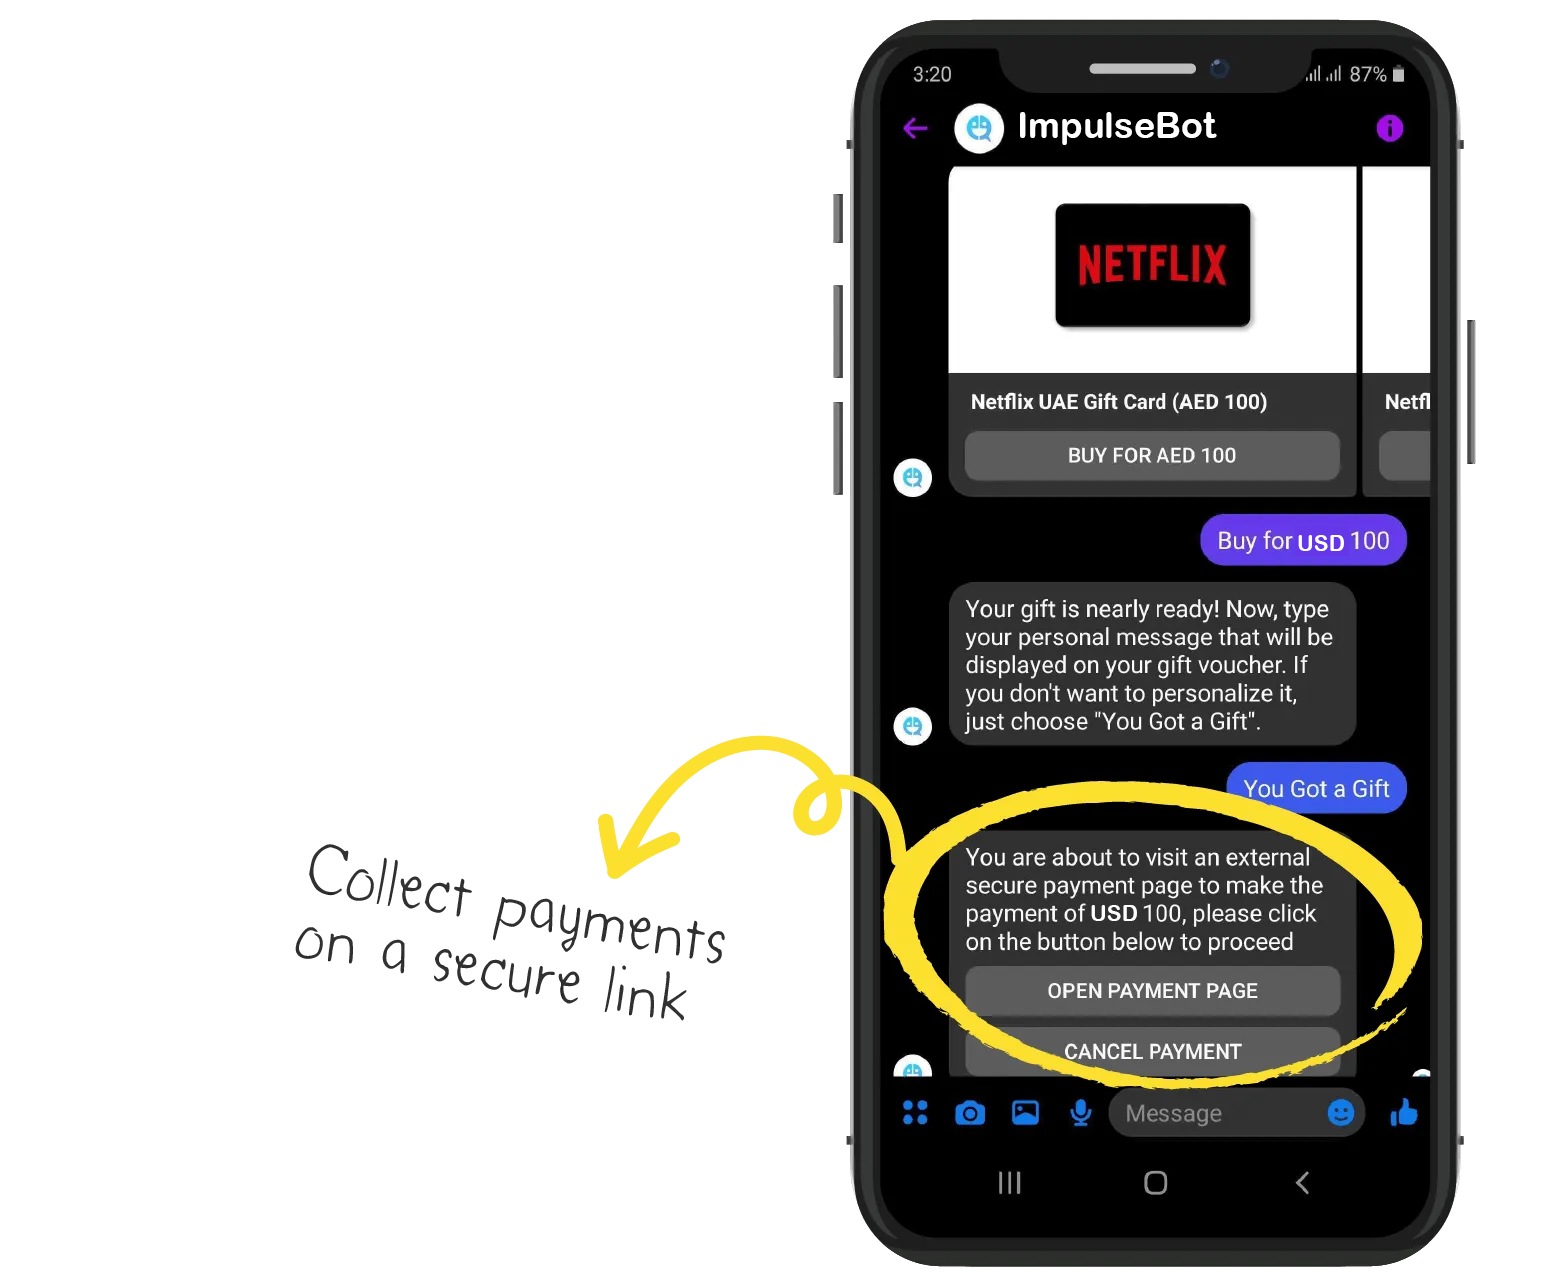 3:20
87%
ImpulseBot
NETFLIX
Netflix UAE Gift Card (AED 100)
Netfl
BUY FOR AED 100
Buy for USD 100
Your gift is nearly ready! Now, type
your personal message that will be
displayed on your gift voucher. If
you don't want to personalize it,
just choose "You Got a Gift".
You Got a Gift
You are about to visit an external
secure payment page to make the
payment of USD 100, please click
on the button below to proceed
OPEN PAYMENT PAGE
CANCEL PAYMENT
Message
Collect payments
on a secure link